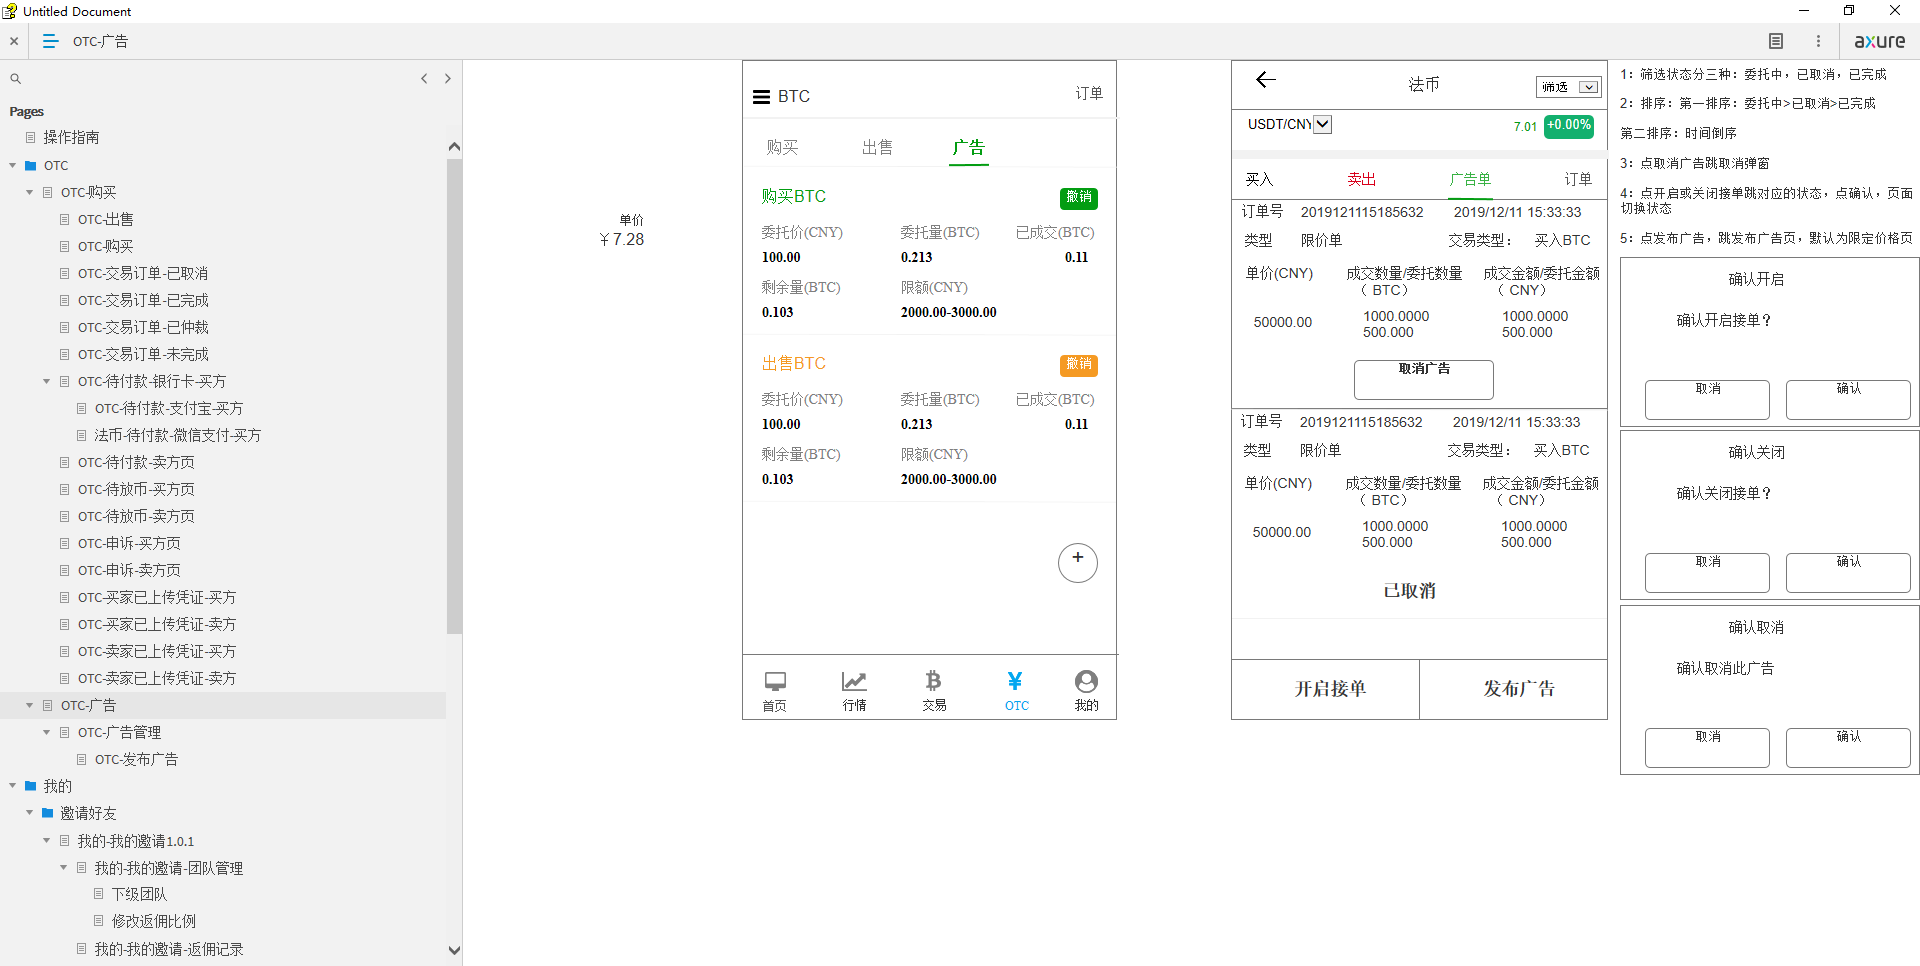 Untitled Document
OTC-广告
axure
Pages
操作指南
OTC
OTC-购买
OTC-出售
OTC-购买
OTC-交易订单-已取消
OTC-交易订单-已完成
OTC-交易订单-已仲裁
OTC-交易订单-未完成
OTC-待付款-银行卡-买方
OTC-待付款-支付宝-买方
法币-待付款-微信支付-买方
OTC-待付款-卖方页
OTC-待放币-买方页
OTC-待放币-卖方页
OTC-申诉-买方页
OTC-申诉-卖方页
OTC-买家已上传凭证-买方
OTC-买家已上传凭证-卖方
OTC-卖家已上传凭证-买方
OTC-卖家已上传凭证-卖方
OTC-广告
OTC-广告管理
OTC-发布广告
我的
邀请好友
我的-我的邀请1.0.1
我的-我的邀请-团队管理
下级团队
修改返佣比例
我的-我的邀请-返佣记录
单价
￥7.28
BTC 订单
购买 出售 广告
购买BTC 撤销
委托价(CNY) 委托量(BTC) 已成交(BTC)
100.00 0.213 0.11
剩余量(BTC) 限额(CNY)
0.103 2000.00-3000.00
出售BTC 撤销
委托价(CNY) 委托量(BTC) 已成交(BTC)
100.00 0.213 0.11
剩余量(BTC) 限额(CNY)
0.103 2000.00-3000.00
+
首页 行情 交易 OTC 我的
法币 筛选
USDT/CNY 7.01 +0.00%
买入 卖出 广告单 订单
订单号 2019121115185632 2019/12/11 15:33:33
类型 限价单 交易类型： 买入BTC
单价(CNY) 成交数量/委托数量 成交金额/委托金额
（ BTC） （ CNY）
50000.00 1000.0000 1000.0000
500.000 500.000
取消广告
订单号 2019121115185632 2019/12/11 15:33:33
类型 限价单 交易类型： 买入BTC
单价(CNY) 成交数量/委托数量 成交金额/委托金额
（ BTC） （ CNY）
50000.00 1000.0000 1000.0000
500.000 500.000
已取消
开启接单 发布广告
1：筛选状态分三种：委托中，已取消，已完成
2：排序：第一排序：委托中>已取消>已完成
第二排序：时间倒序
3：点取消广告跳取消弹窗
4：点开启或关闭接单跳对应的状态，点确认，页面
切换状态
5：点发布广告，跳发布广告页，默认为限定价格页
确认开启
确认开启接单？
取消 确认
确认关闭
确认关闭接单？
取消 确认
确认取消
确认取消此广告
取消 确认